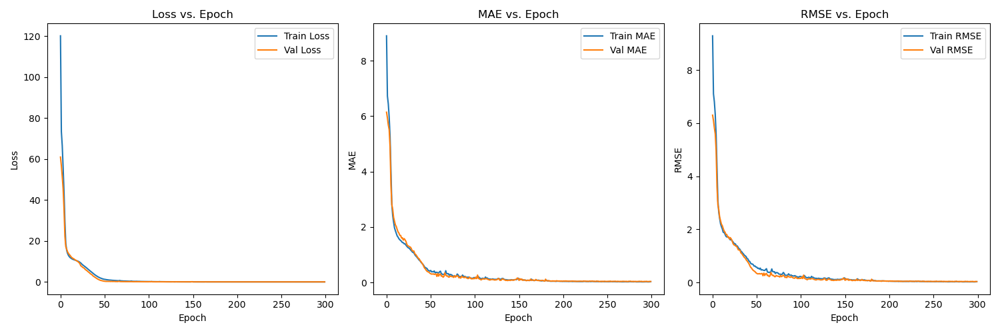 Loss vs. Epoch
120
100
80
60
40
20
0
Loss
0 50 100 150 200 250 300
Epoch
Train Loss
Val Loss
MAE vs. Epoch
8
6
4
2
0
MAE
0 50 100 150 200 250 300
Epoch
Train MAE
Val MAE
RMSE vs. Epoch
8
6
4
2
0
RMSE
0 50 100 150 200 250 300
Epoch
Train RMSE
Val RMSE